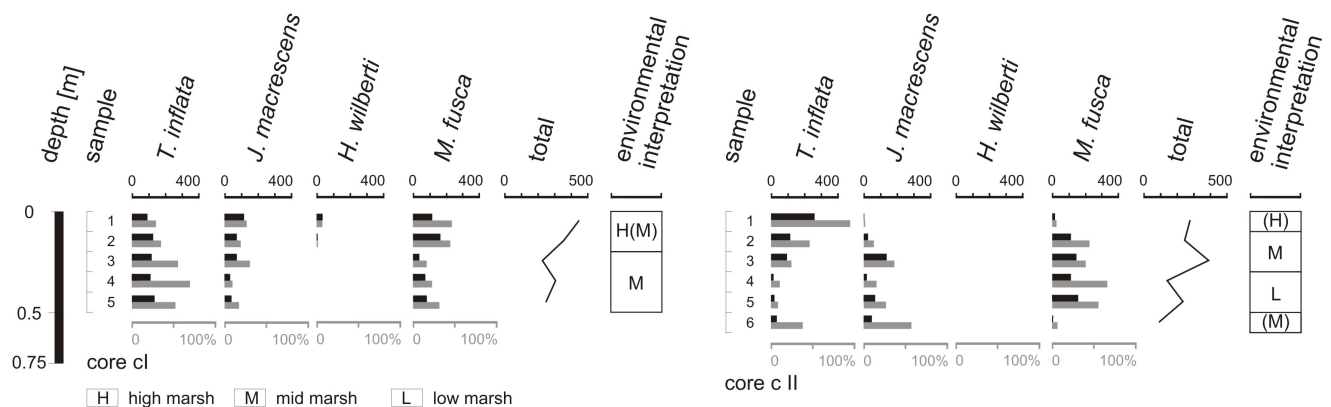 depth [m] sample T. inflata J. macrescens H. wilberti M. fusca total environmental interpretation
0 400 0 400 0 400 0 400 0 500
0
1
2
3
4
5
0.5
0.75
H(M)
M
0 100% 0 100% 0 100% 0 100%
core cI
H high marsh M mid marsh L low marsh
sample T. inflata J. macrescens H. wilberti M. fusca total environmental interpretation
0 400 0 400 0 400 0 400 0 500
1
2
3
4
5
6
(H)
M
L
(M)
0 100% 0 100% 0 100% 0 100%
core c II